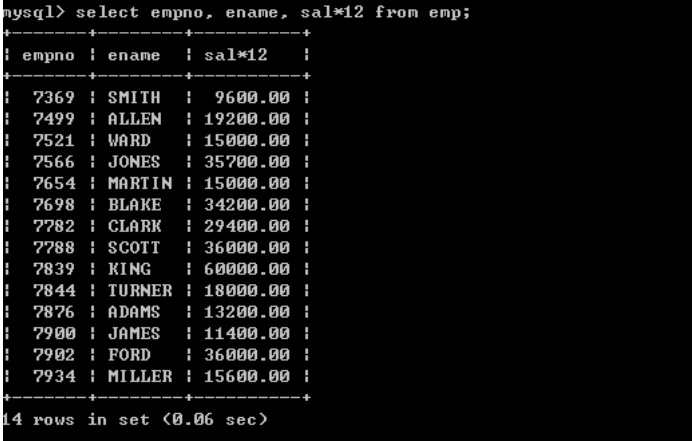 mysql> select empno, ename, sal*12 from emp;
+-------+--------+----------+
| empno | ename  | sal*12   |
+-------+--------+----------+
|  7369 | SMITH  |  9600.00 |
|  7499 | ALLEN  | 19200.00 |
|  7521 | WARD   | 15000.00 |
|  7566 | JONES  | 35700.00 |
|  7654 | MARTIN | 15000.00 |
|  7698 | BLAKE  | 34200.00 |
|  7782 | CLARK  | 29400.00 |
|  7788 | SCOTT  | 36000.00 |
|  7839 | KING   | 60000.00 |
|  7844 | TURNER | 18000.00 |
|  7876 | ADAMS  | 13200.00 |
|  7900 | JAMES  | 11400.00 |
|  7902 | FORD   | 36000.00 |
|  7934 | MILLER | 15600.00 |
+-------+--------+----------+
14 rows in set (0.06 sec)